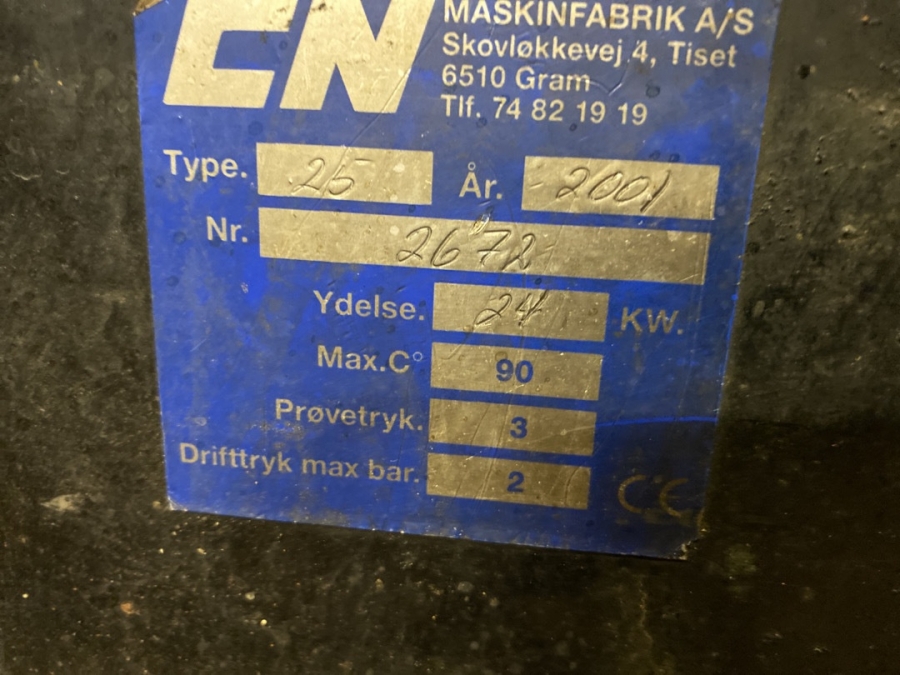 EN
MASKINFABRIK A/S
Skovløkkevej 4, Tiset
6510 Gram
Tlf. 74 82 19 19
Type. 25 År. 2001
Nr. 2672
Ydelse. 24 KW.
Max.C° 90
Prøvetryk. 3
Drifttryk max bar. 2
CE